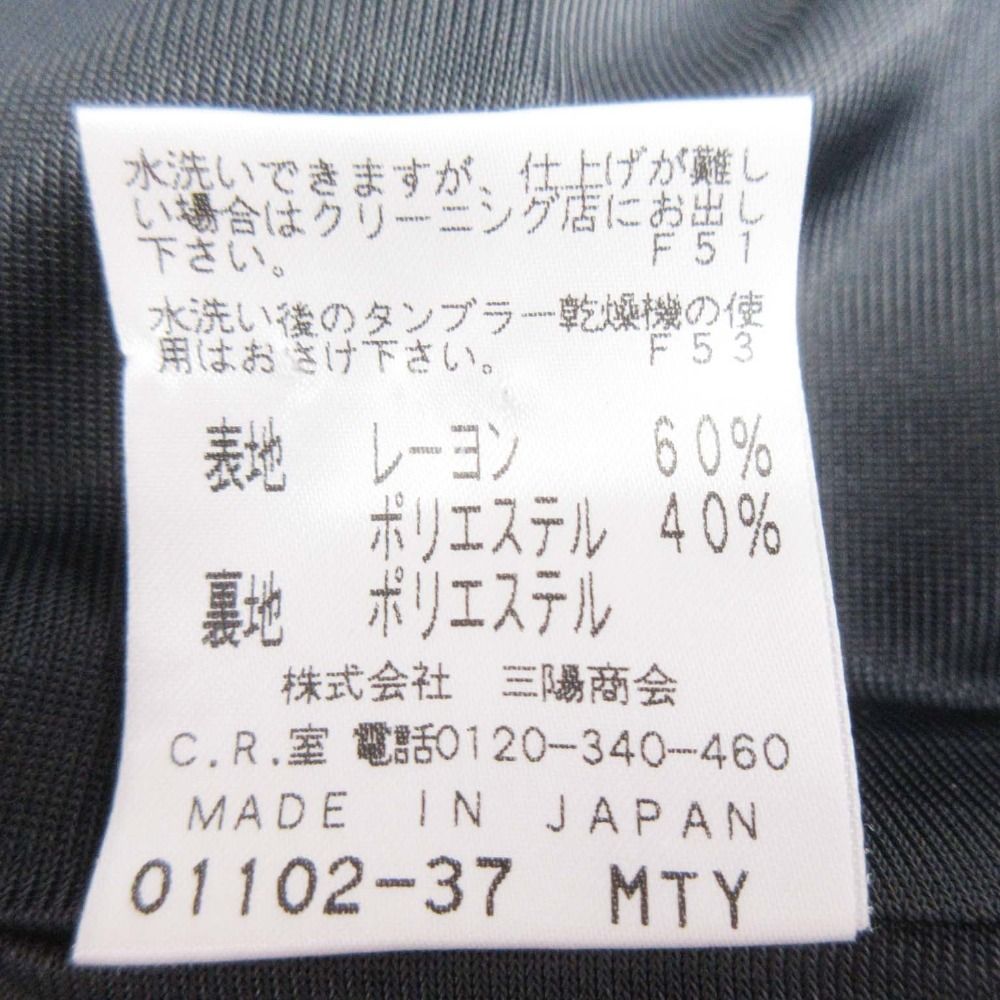 水洗いできますが、仕上げが難し
い場合はクリーニング店にお出し
下さい。 F51
水洗い後のタンブラー乾燥機の使
用はおさけ下さい。 F53
表地 レーヨン 60%
ポリエステル 40%
裏地 ポリエステル
株式会社 三陽商会
C.R.室 電話0120-340-460
MADE IN JAPAN
01102-37 MTY